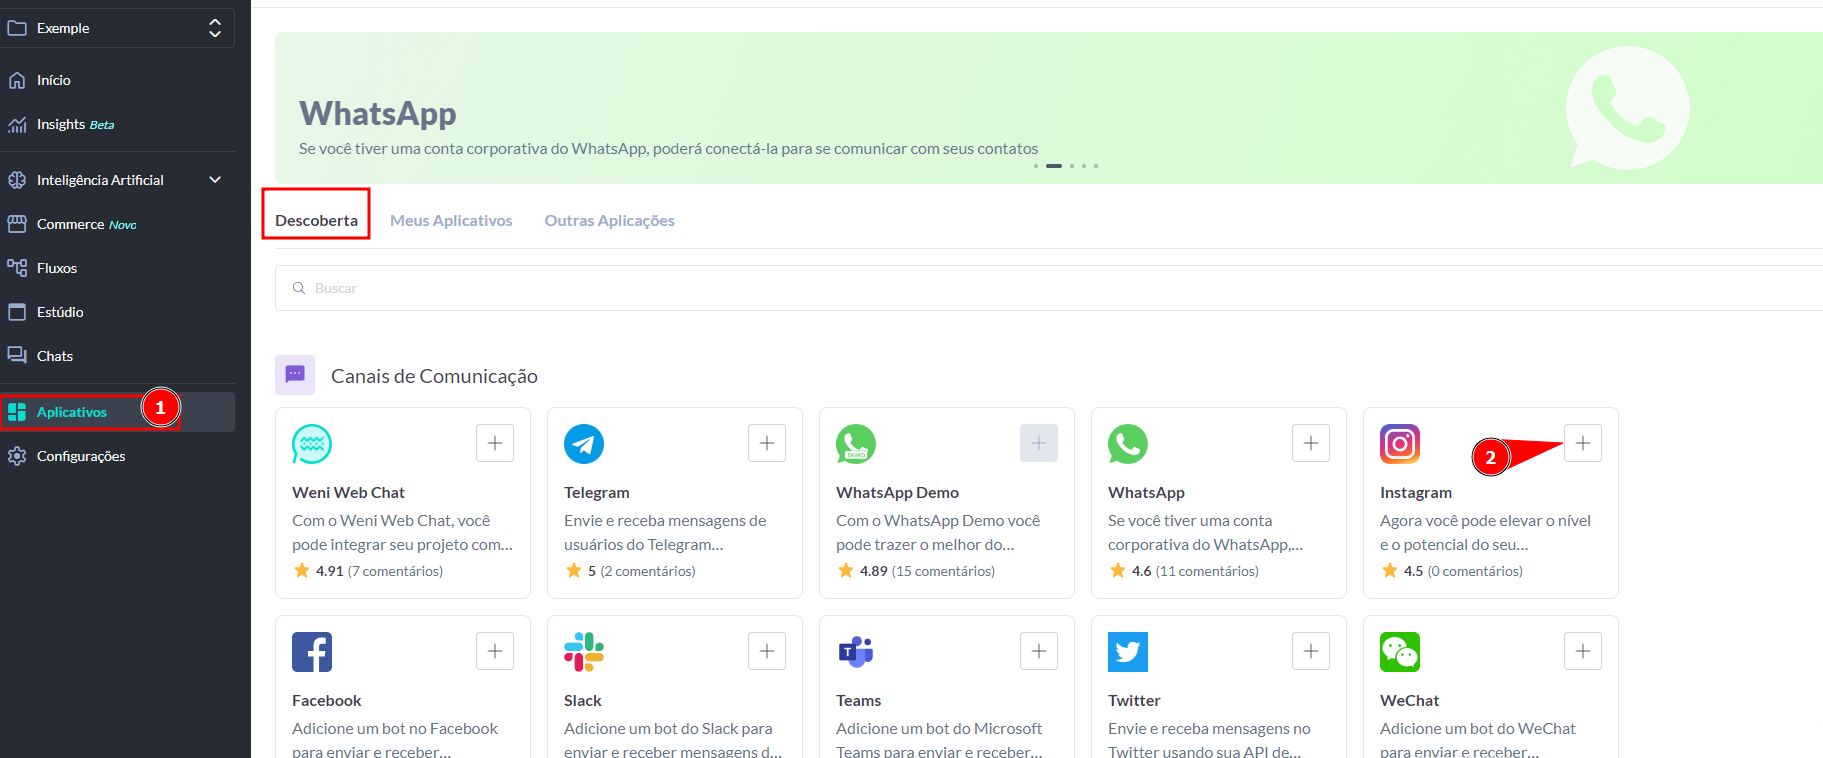 Exemple
Início
Insights Beta
Inteligência Artificial
Commerce Novo
Fluxos
Estúdio
Chats
Aplicativos
1
Configurações
WhatsApp
Se você tiver uma conta corporativa do WhatsApp, poderá conectá-la para se comunicar com seus contatos
Descoberta Meus Aplicativos Outras Aplicações
Buscar
Canais de Comunicação
Weni Web Chat
Com o Weni Web Chat, você
pode integrar seu projeto com...
4.91 (7 comentários)
Telegram
Envie e receba mensagens de
usuários do Telegram...
5 (2 comentários)
DEMO
WhatsApp Demo
Com o WhatsApp Demo você
pode trazer o melhor do...
4.89 (15 comentários)
WhatsApp
Se você tiver uma conta
corporativa do WhatsApp,...
4.6 (11 comentários)
2
Instagram
Agora você pode elevar o nível
e o potencial do seu...
4.5 (0 comentários)
Facebook
Adicione um bot no Facebook
para enviar e receber...
Slack
Adicione um bot do Slack para
enviar e receber mensagens d...
T
Teams
Adicione um bot do Microsoft
Teams para enviar e receber...
Twitter
Envie e receba mensagens no
Twitter usando sua API de...
WeChat
Adicione um bot do WeChat
para enviar e receber...